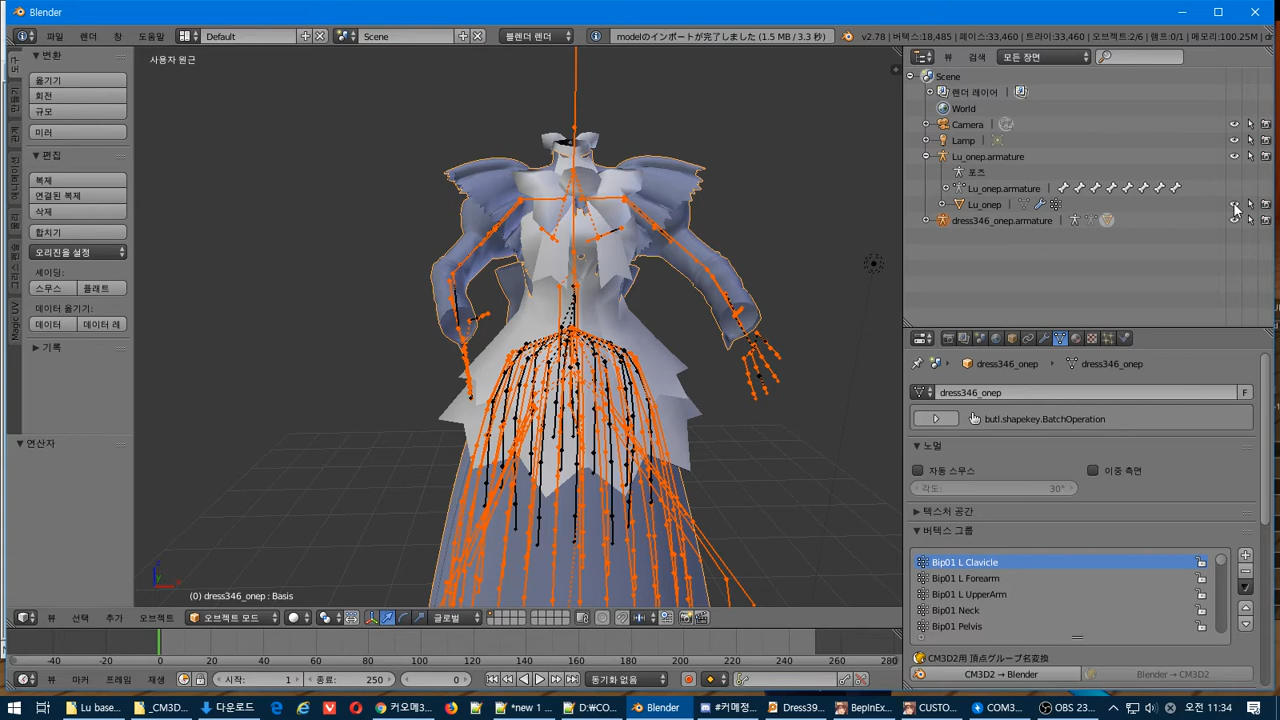 Blender
파일 렌더 창 도움말 Default Scene 블렌더 렌더 modelのインポートが完了しました (1.5 MB / 3.3 秒) v2.78 | 버텍스:18,485 | 페이스:33,460 | 트라이:33,460 | 오브젝트:2/6 | 램프:0/1 | 메모리:100.25M
사용자 원근
변환
옮기기
회전
규모
미러
편집
복제
연결된 복제
삭제
합치기
오리진을 설정
셰이딩:
스무스 플래트
데이터 옮기기:
데이터 데이터 레
기록
연산자
Magic UV
(0) dress346_onep : Basis
뷰 선택 추가 오브젝트 오브젝트 모드 글로벌
-40 -20 0 20 40 60 80 100 120 140 160 180 200 220 240 260 280
뷰 마커 프레임 재생 시작: 1 종료: 250 0 동기화 없음
뷰 검색 모든 장면
Scene
렌더 레이어
World
Camera
Lamp
Lu_onep.armature
포즈
Lu_onep.armature
Lu_onep
dress346_onep.armature
dress346_onep dress346_onep
dress346_onep F
butl.shapekey.BatchOperation
노멀
자동 스무스 이중 측면
각도: 30°
텍스처 공간
버텍스 그룹
Bip01 L Clavicle
Bip01 L Forearm
Bip01 L UpperArm
Bip01 Neck
Bip01 Pelvis
CM3D2用 頂点グループ名変換
CM3D2 → Blender Blender → CM3D2
Lu base _CM3D 다운로드 커오메3 *new 1 D:₩CO Blender #커메정 Dress39 BepInEx CUSTO COM3 OBS 23 오전 11:34